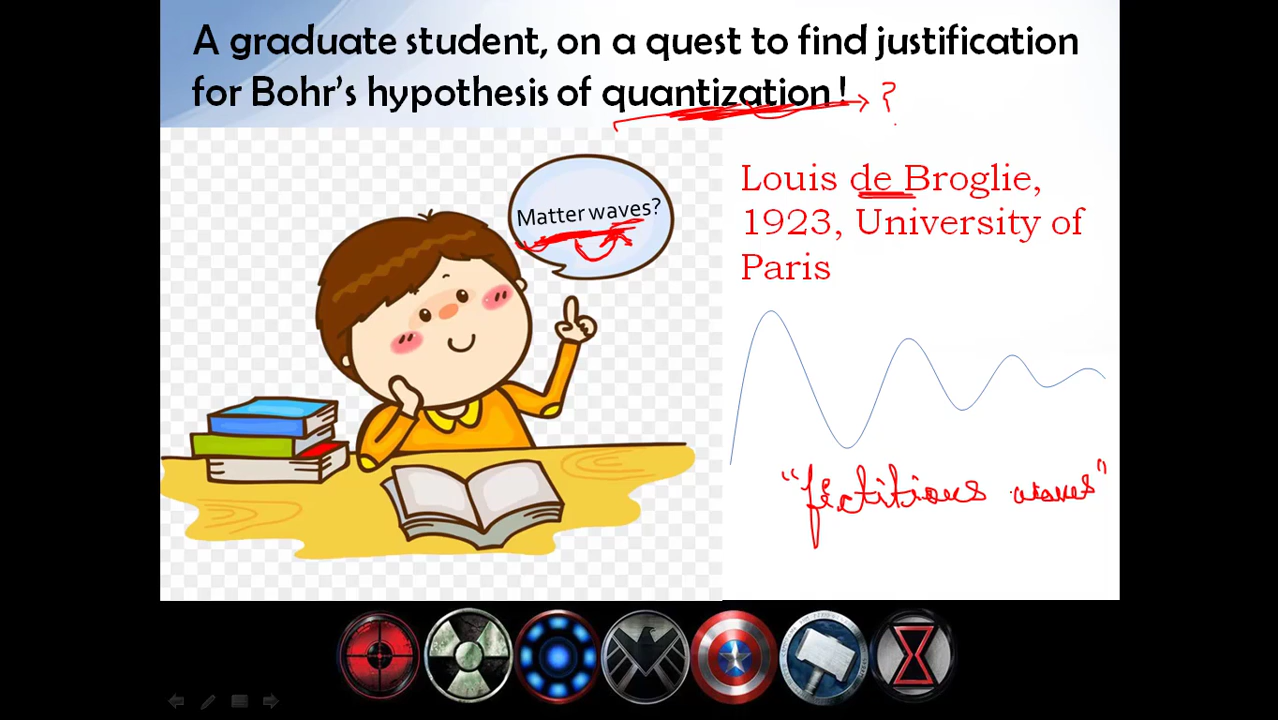 A graduate student, on a quest to find justification
for Bohr's hypothesis of quantization!
?
Matter waves?
Louis de Broglie,
1923, University of
Paris
"fictitious waves"